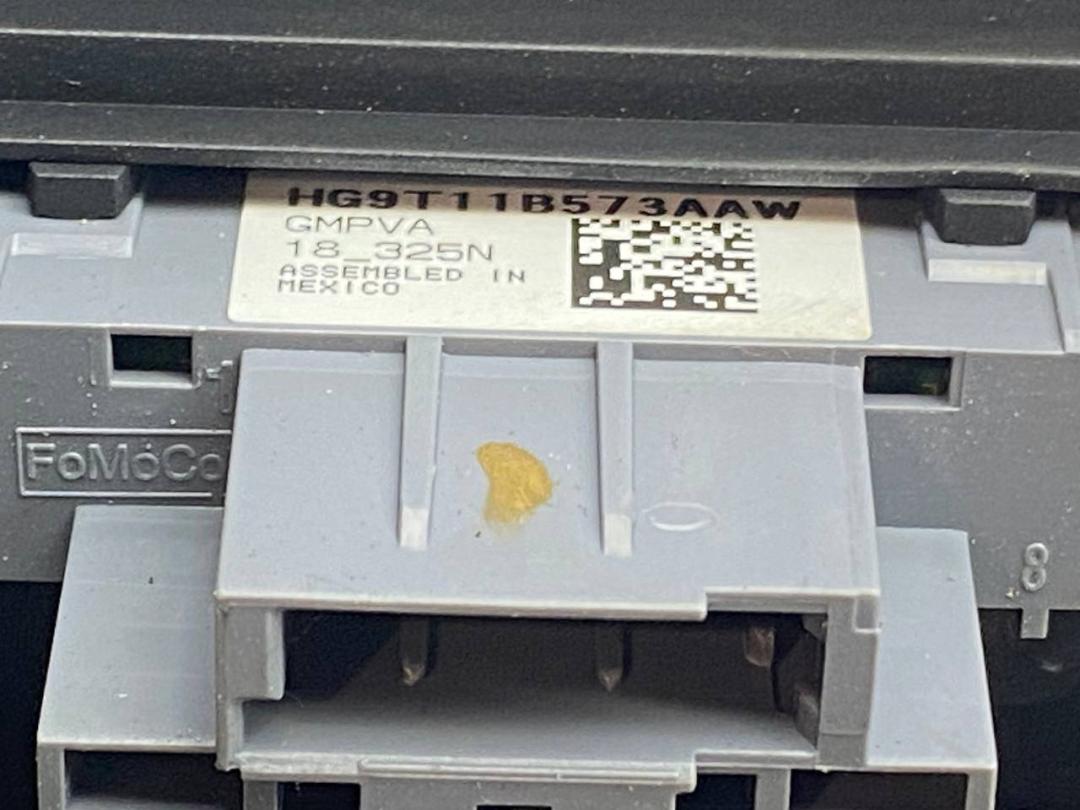 HG9T11B573AAW
GMPVA
18_325N
ASSEMBLED IN
MEXICO
FoMoCo
8